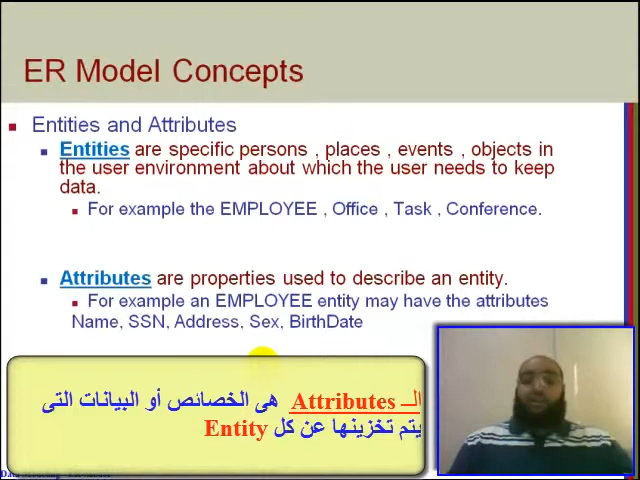 ER Model Concepts
Entities and Attributes
Entities are specific persons , places , events , objects in
the user environment about which the user needs to keep
data.
For example the EMPLOYEE , Office , Task , Conference.
Attributes are properties used to describe an entity.
For example an EMPLOYEE entity may have the attributes
Name, SSN, Address, Sex, BirthDate
الــ Attributes هى الخصائص أو البيانات التى
يتم تخزينها عن كل Entity